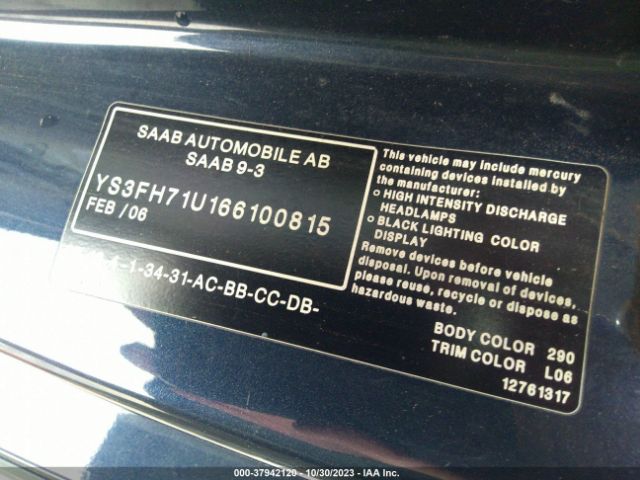 SAAB AUTOMOBILE AB
SAAB 9-3
YS3FH71U166100815
FEB / 06
1-34-31-AC-BB-CC-DB-
This vehicle may include mercury
containing devices installed by
the manufacturer:
○ HIGH INTENSITY DISCHARGE
HEADLAMPS
○ BLACK LIGHTING COLOR
DISPLAY
Remove devices before vehicle
disposal. Upon removal of devices,
please reuse, recycle or dispose as
hazardous waste.
BODY COLOR 290
TRIM COLOR L06
12761317
000-37942120 - 10/30/2023 - IAA Inc.